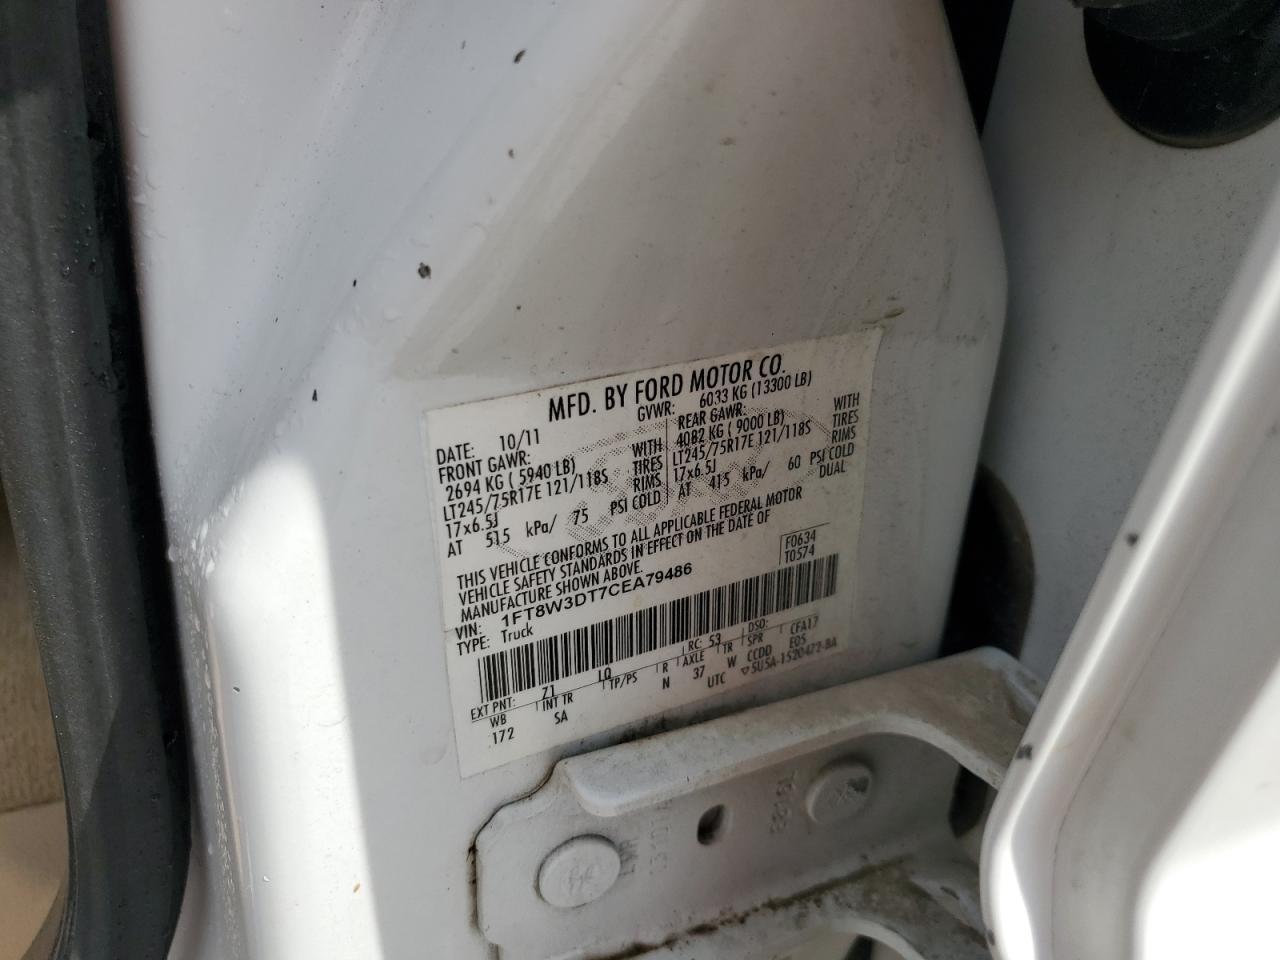 MFD. BY FORD MOTOR CO.
DATE: 10/11 GVWR: 6033 KG (13300 LB)
FRONT GAWR: REAR GAWR:
2694 KG ( 5940 LB) WITH 4082 KG ( 9000 LB) WITH
LT245/75R17E 121/118S TIRES LT245/75R17E 121/118S TIRES
17x6.5J RIMS 17x6.5J RIMS
AT 515 kPa/ 75 PSI COLD AT 415 kPa/ 60 PSI COLD
DUAL
THIS VEHICLE CONFORMS TO ALL APPLICABLE FEDERAL MOTOR
VEHICLE SAFETY STANDARDS IN EFFECT ON THE DATE OF
MANUFACTURE SHOWN ABOVE.
VIN: 1FT8W3DT7CEA79486 F0634
TYPE: Truck T0574
EXT PNT: Z1 LQ RC: 53 DSO:
WB INT TR TP/PS R AXLE TR SPR CFA17
172 SA N 37 W CCDD E05
UTC ▽5U5A-1520472-BA